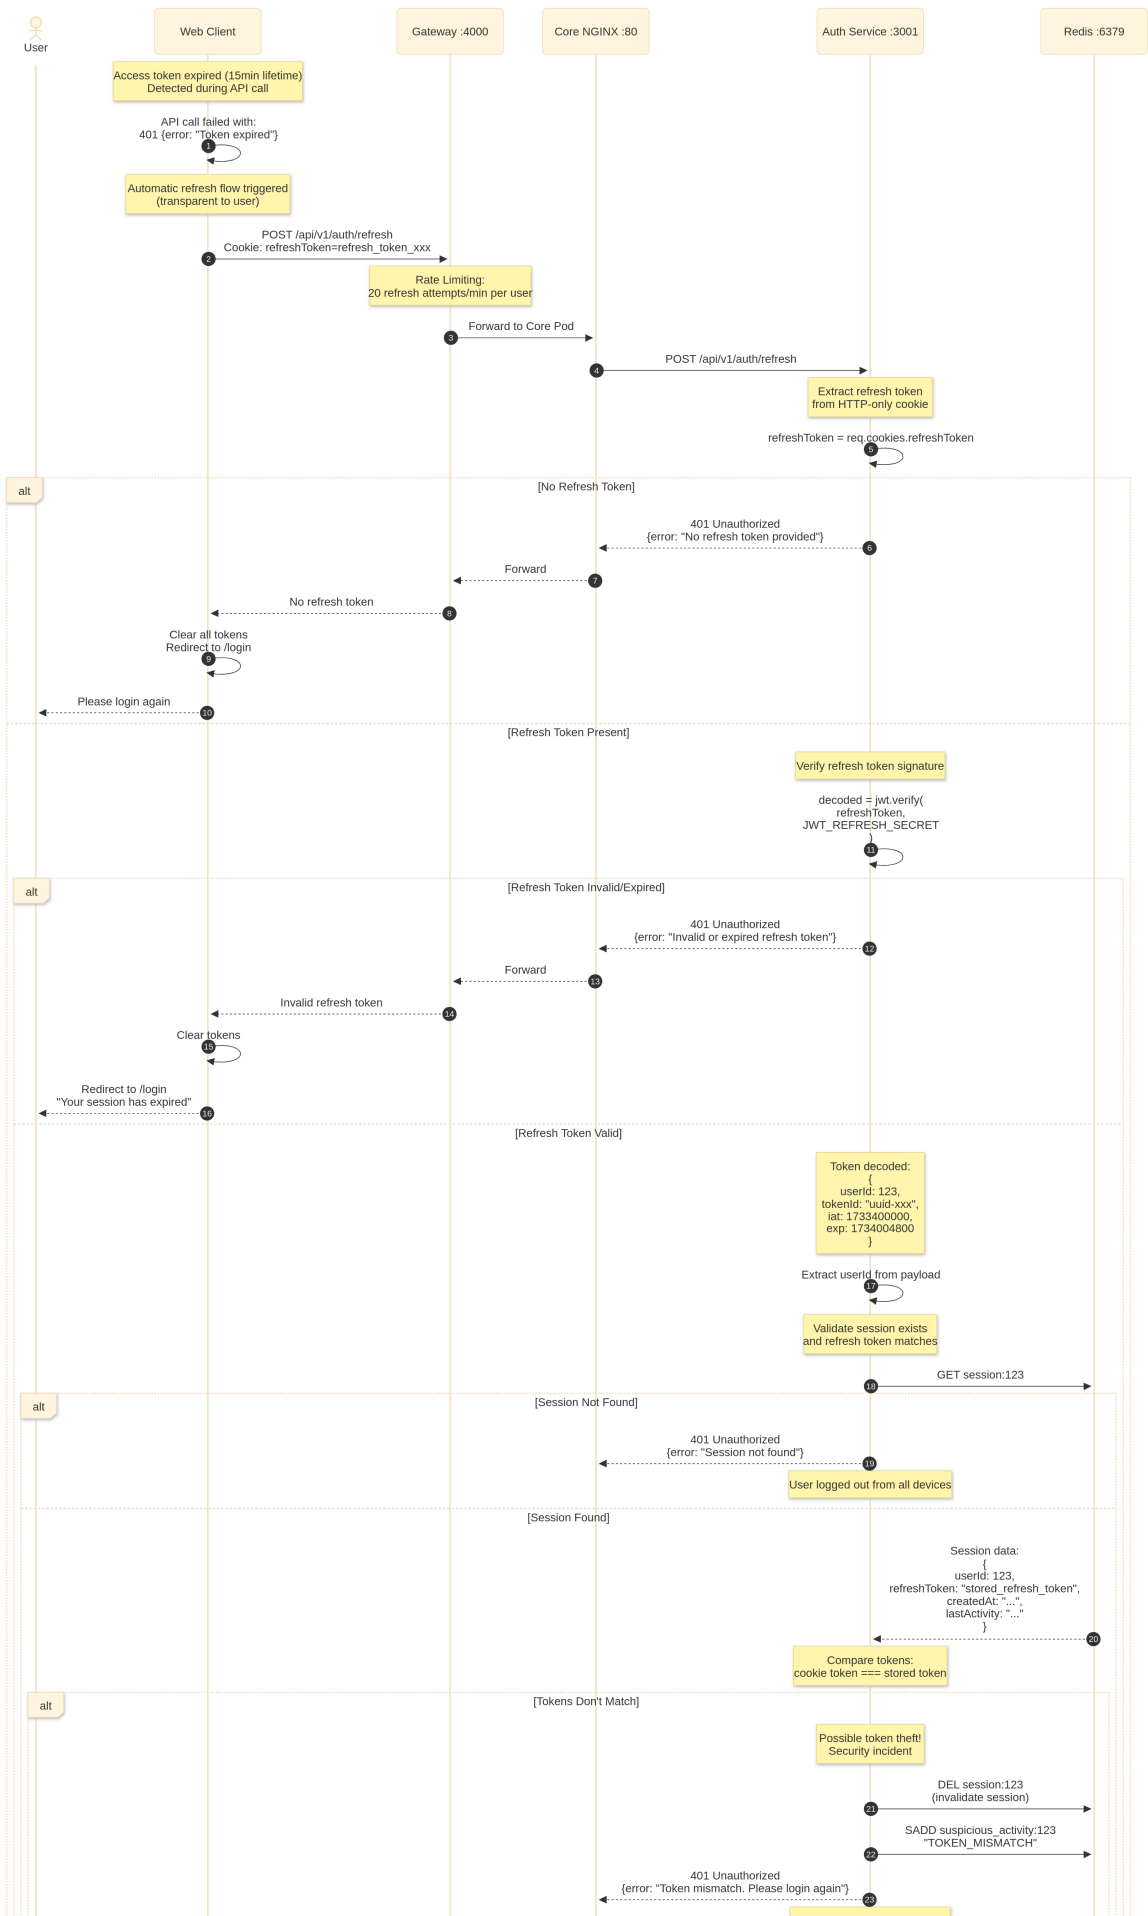 User
Web Client
Gateway :4000
Core NGINX :80
Auth Service :3001
Redis :6379
Access token expired (15min lifetime)
Detected during API call
API call failed with:
401 {error: "Token expired"}
1
Automatic refresh flow triggered
(transparent to user)
POST /api/v1/auth/refresh
Cookie: refreshToken=refresh_token_xxx
2
Rate Limiting:
20 refresh attempts/min per user
Forward to Core Pod
3
POST /api/v1/auth/refresh
4
Extract refresh token
from HTTP-only cookie
refreshToken = req.cookies.refreshToken
5
alt
[No Refresh Token]
401 Unauthorized
{error: "No refresh token provided"}
6
Forward
7
No refresh token
8
Clear all tokens
Redirect to /login
9
Please login again
10
[Refresh Token Present]
Verify refresh token signature
decoded = jwt.verify(
refreshToken,
JWT_REFRESH_SECRET
)
11
alt
[Refresh Token Invalid/Expired]
401 Unauthorized
{error: "Invalid or expired refresh token"}
12
Forward
13
Invalid refresh token
14
Clear tokens
15
Redirect to /login
"Your session has expired"
16
[Refresh Token Valid]
Token decoded:
{
userId: 123,
tokenId: "uuid-xxx",
iat: 1733400000,
exp: 1734004800
}
Extract userId from payload
17
Validate session exists
and refresh token matches
GET session:123
18
alt
[Session Not Found]
401 Unauthorized
{error: "Session not found"}
19
User logged out from all devices
[Session Found]
Session data:
{
userId: 123,
refreshToken: "stored_refresh_token",
createdAt: "...",
lastActivity: "..."
}
20
Compare tokens:
cookie token === stored token
alt
[Tokens Don't Match]
Possible token theft!
Security incident
DEL session:123
(invalidate session)
21
SADD suspicious_activity:123
"TOKEN_MISMATCH"
22
401 Unauthorized
{error: "Token mismatch. Please login again"}
23